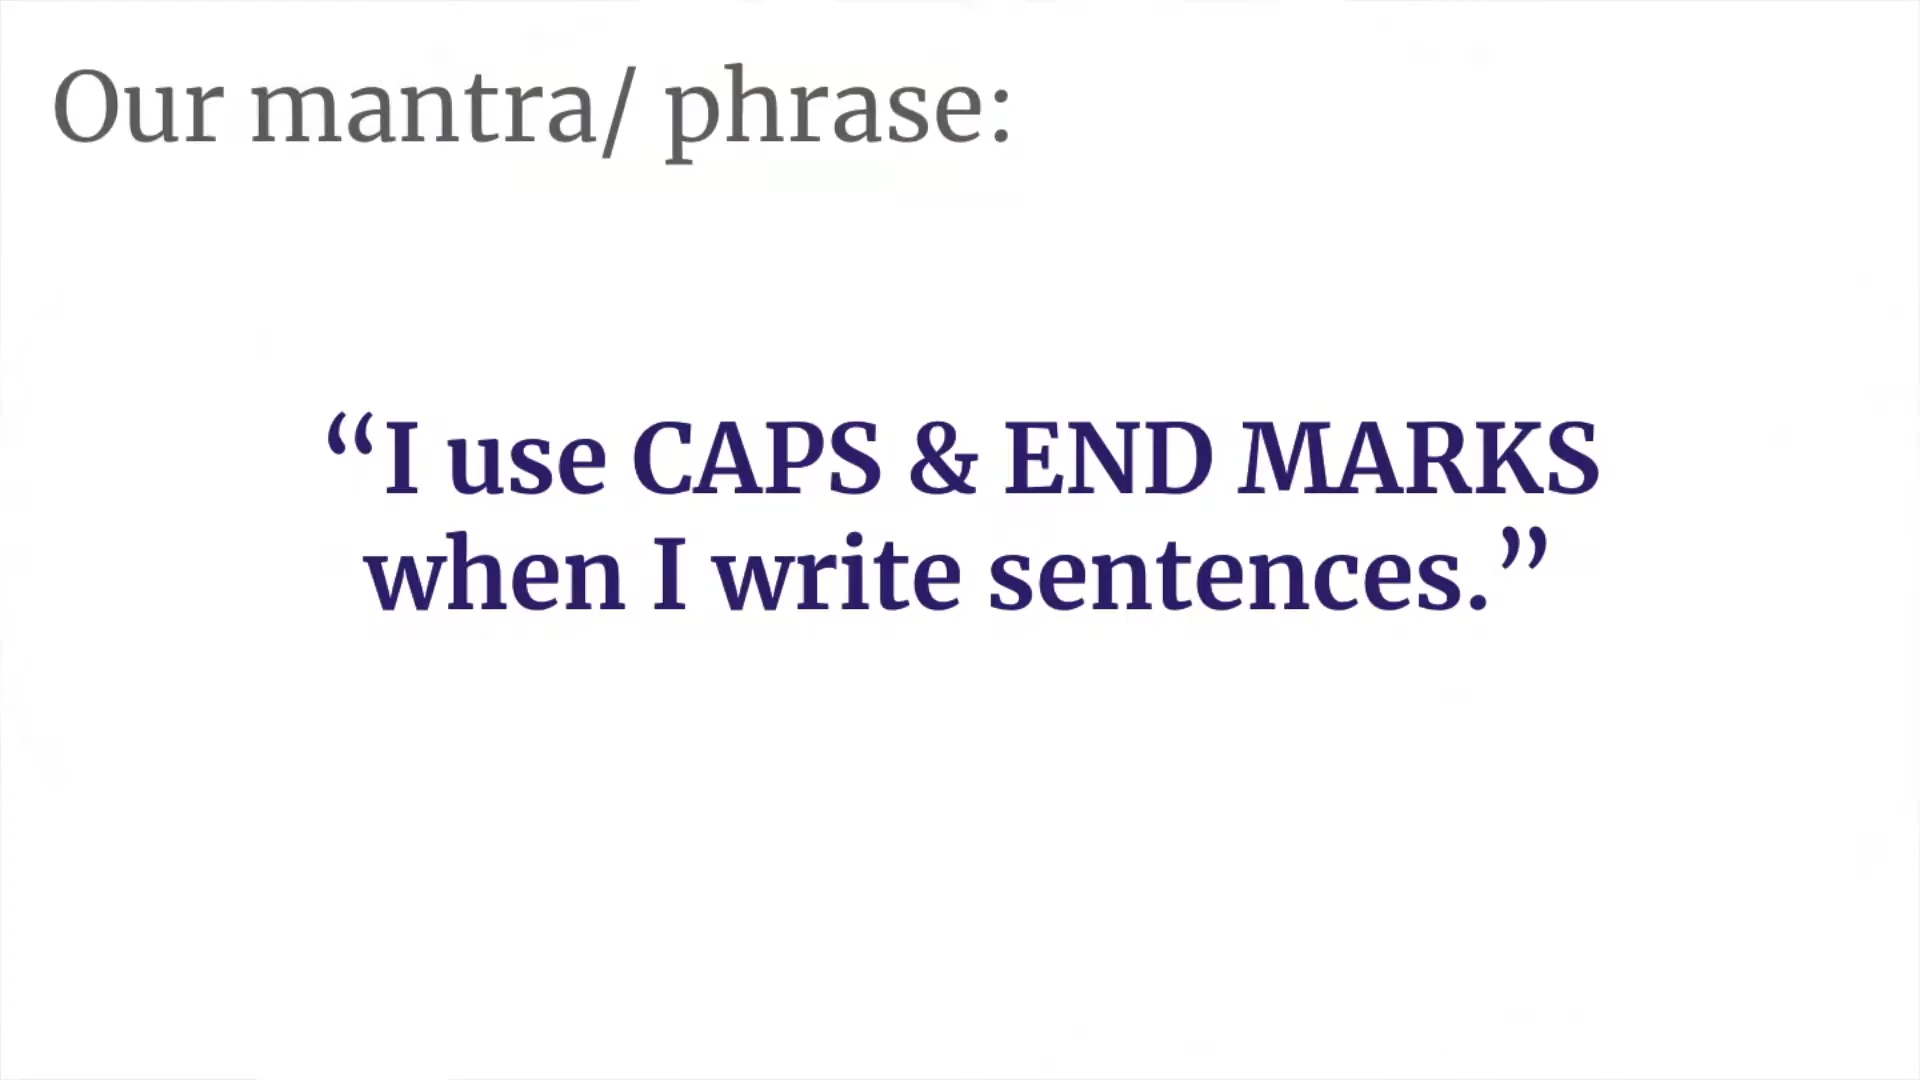 Our mantra/ phrase:
“I use CAPS & END MARKS
when I write sentences.”